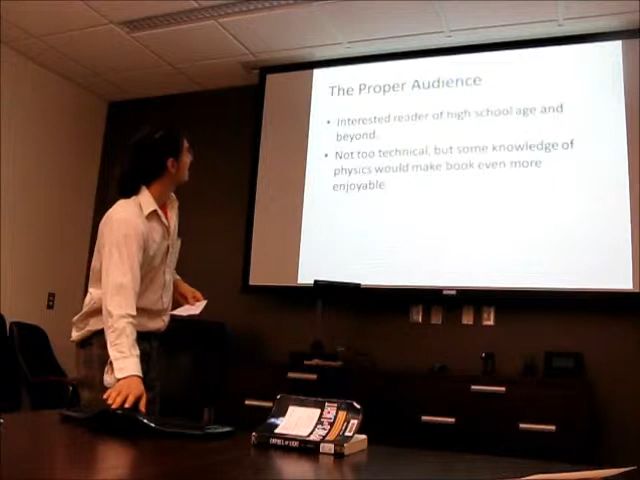 The Proper Audience
• Interested reader of high school age and
beyond.
• Not too technical, but some knowledge of
physics would make book even more
enjoyable